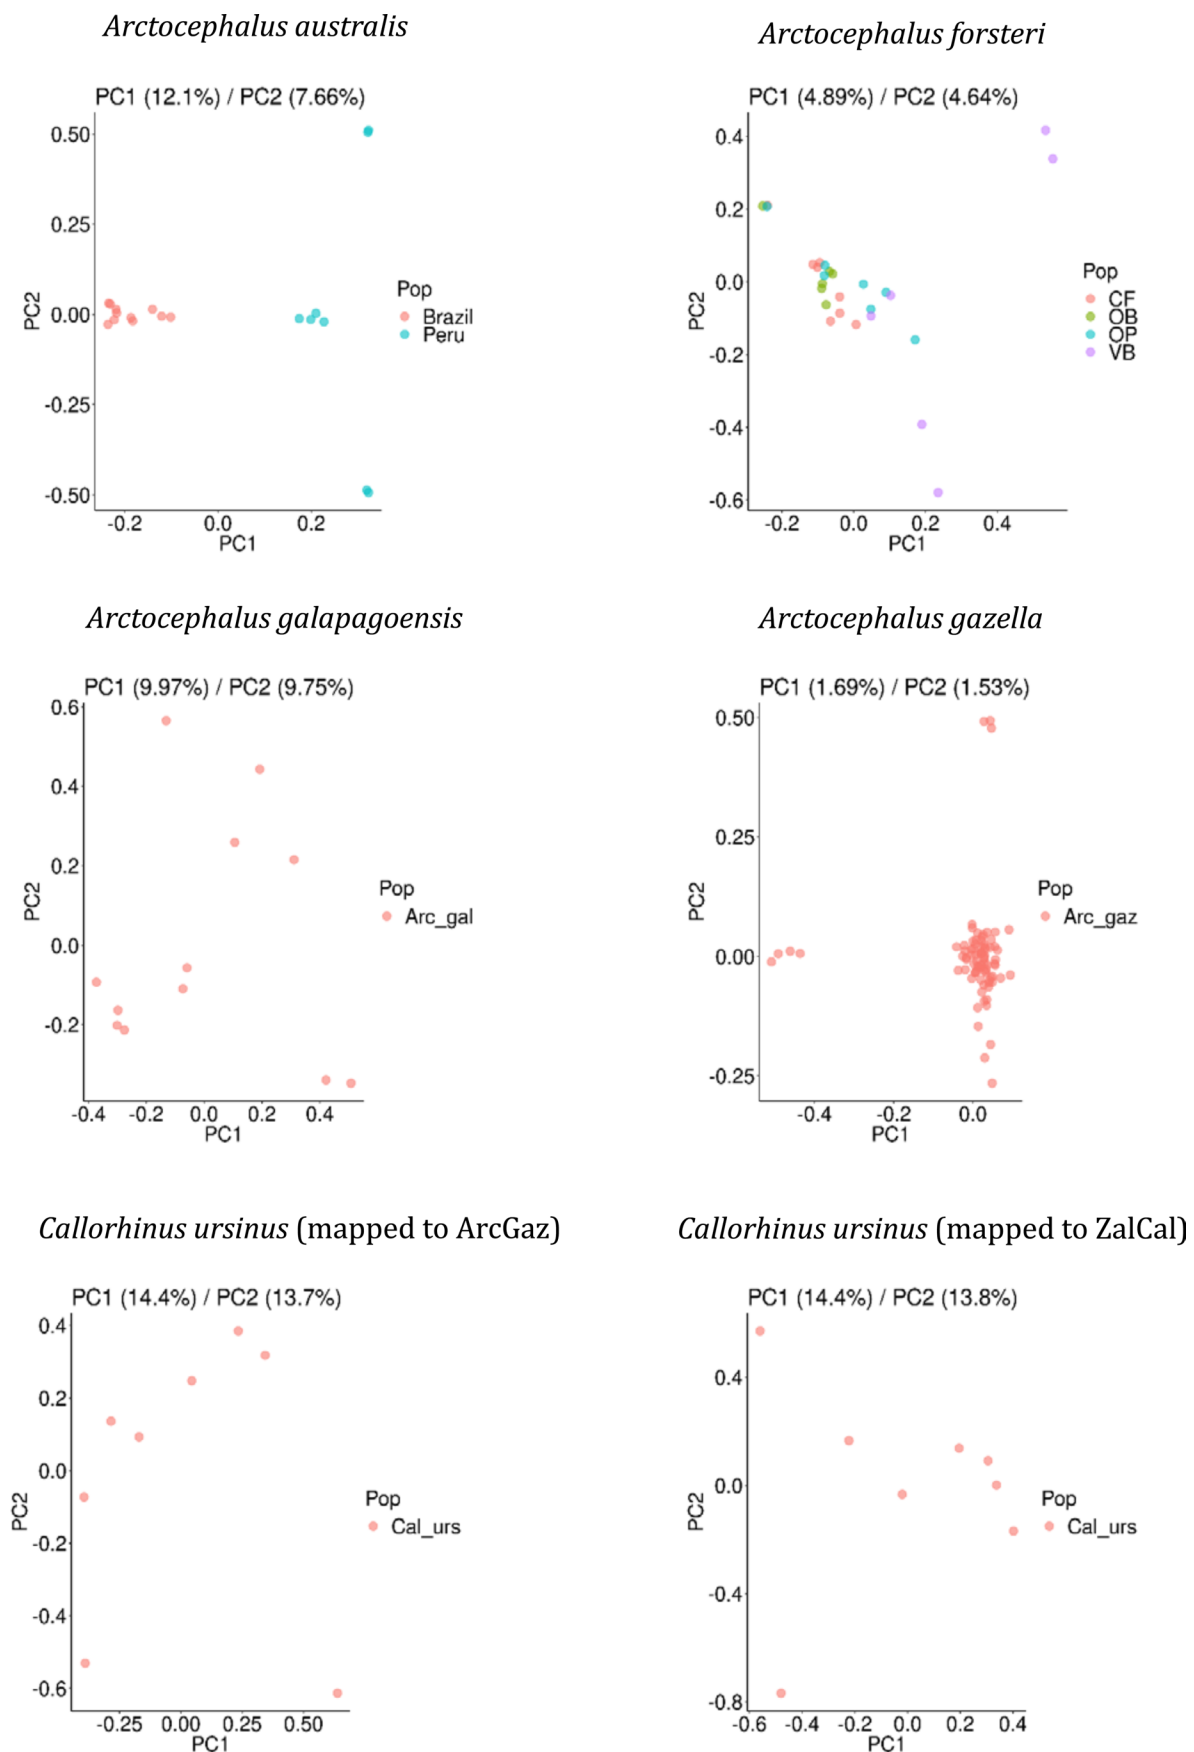 Arctocephalus australis
PC1 (12.1%) / PC2 (7.66%)
0.50
0.25
0.00
-0.25
-0.50
PC2
-0.2 0.0 0.2
PC1
Pop
Brazil
Peru
Arctocephalus forsteri
PC1 (4.89%) / PC2 (4.64%)
0.4
0.2
0.0
-0.2
-0.4
-0.6
PC2
-0.2 0.0 0.2 0.4
PC1
Pop
CF
OB
OP
VB
Arctocephalus galapagoensis
PC1 (9.97%) / PC2 (9.75%)
0.6
0.4
0.2
0.0
-0.2
PC2
-0.4 -0.2 0.0 0.2 0.4
PC1
Pop
Arc_gal
Arctocephalus gazella
PC1 (1.69%) / PC2 (1.53%)
0.50
0.25
0.00
-0.25
PC2
-0.4 -0.2 0.0
PC1
Pop
Arc_gaz
Callorhinus ursinus (mapped to ArcGaz)
PC1 (14.4%) / PC2 (13.7%)
0.4
0.2
0.0
-0.2
-0.4
-0.6
PC2
-0.25 0.00 0.25 0.50
PC1
Pop
Cal_urs
Callorhinus ursinus (mapped to ZalCal)
PC1 (14.4%) / PC2 (13.8%)
0.4
0.0
-0.4
-0.8
PC2
-0.6 -0.4 -0.2 0.0 0.2 0.4
PC1
Pop
Cal_urs